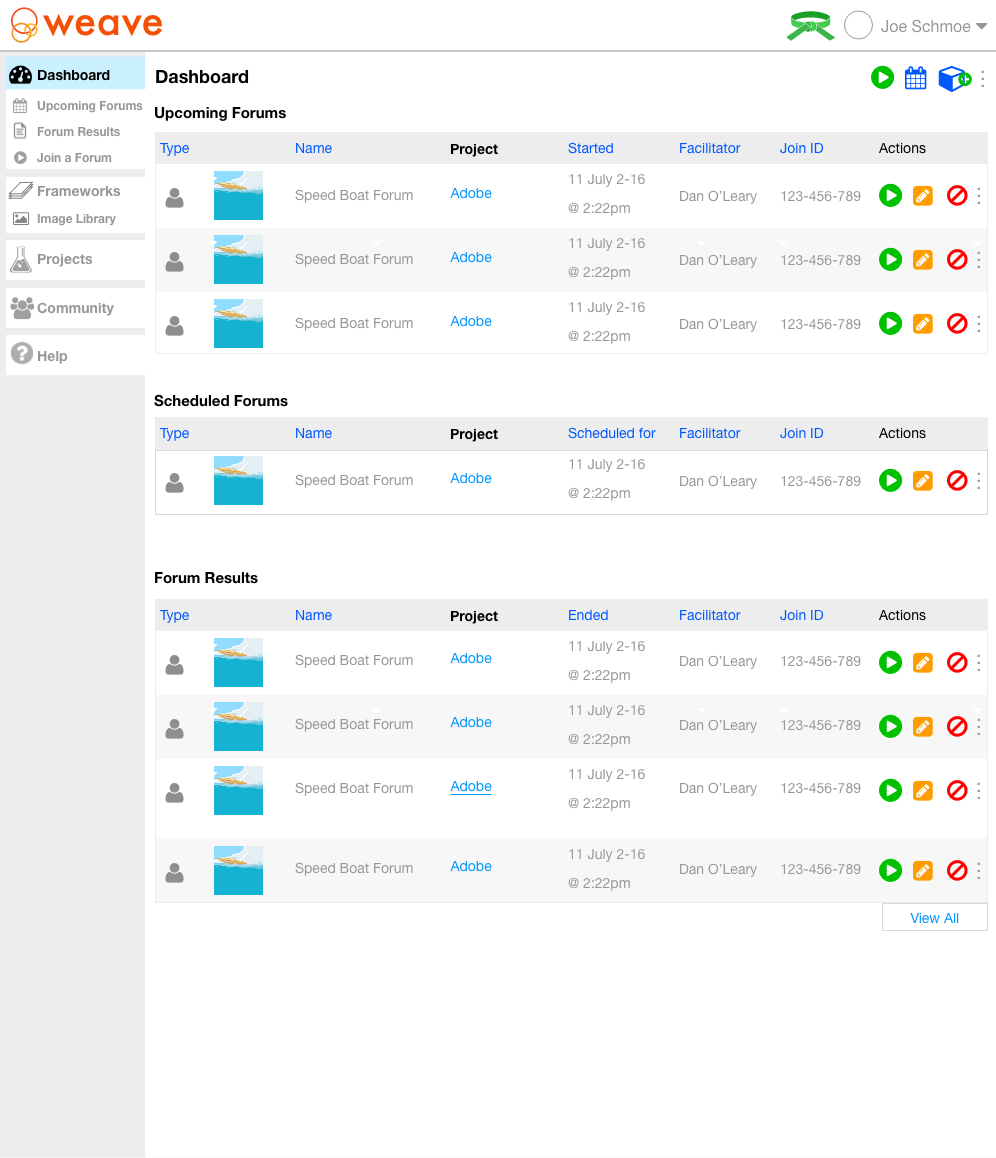 weave
Joe Schmoe
Dashboard
Upcoming Forums
Forum Results
Join a Forum
Frameworks
Image Library
Projects
Community
Help
Dashboard
Upcoming Forums
Type Name Project Started Facilitator Join ID Actions
Speed Boat Forum Adobe 11 July 2-16 Dan O’Leary 123-456-789
@ 2:22pm
Speed Boat Forum Adobe 11 July 2-16 Dan O’Leary 123-456-789
@ 2:22pm
Speed Boat Forum Adobe 11 July 2-16 Dan O’Leary 123-456-789
@ 2:22pm
Scheduled Forums
Type Name Project Scheduled for Facilitator Join ID Actions
Speed Boat Forum Adobe 11 July 2-16 Dan O’Leary 123-456-789
@ 2:22pm
Forum Results
Type Name Project Ended Facilitator Join ID Actions
Speed Boat Forum Adobe 11 July 2-16 Dan O’Leary 123-456-789
@ 2:22pm
Speed Boat Forum Adobe 11 July 2-16 Dan O’Leary 123-456-789
@ 2:22pm
Speed Boat Forum Adobe 11 July 2-16 Dan O’Leary 123-456-789
@ 2:22pm
Speed Boat Forum Adobe 11 July 2-16 Dan O’Leary 123-456-789
@ 2:22pm
View All